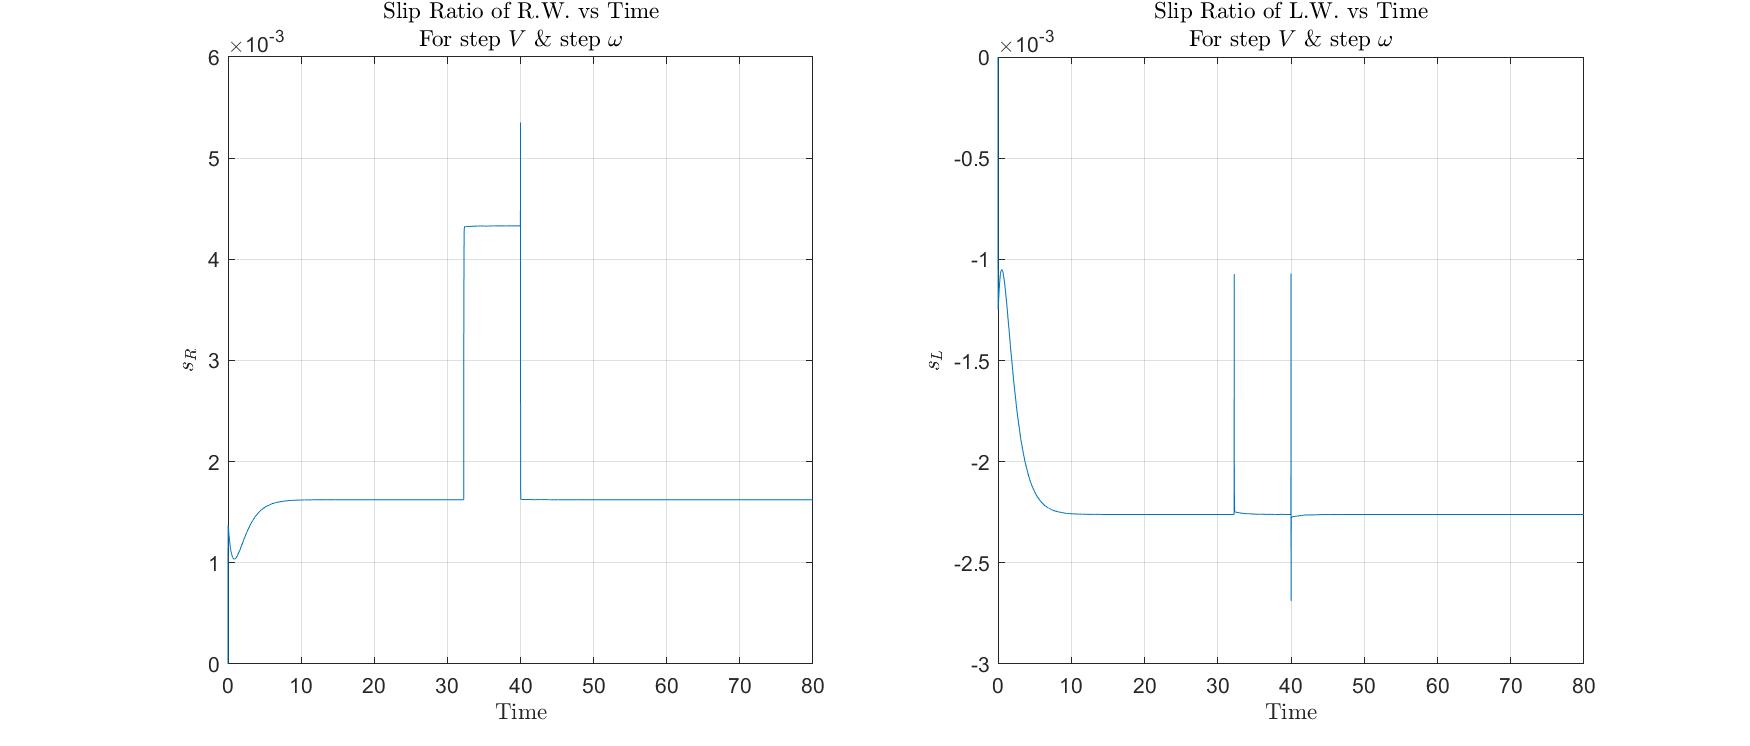 Slip Ratio of R.W. vs Time
For step V & step ω
×10-3
6
5
4
3
2
1
0
sR
0 10 20 30 40 50 60 70 80
Time
Slip Ratio of L.W. vs Time
For step V & step ω
×10-3
0
-0.5
-1
-1.5
-2
-2.5
-3
sL
0 10 20 30 40 50 60 70 80
Time